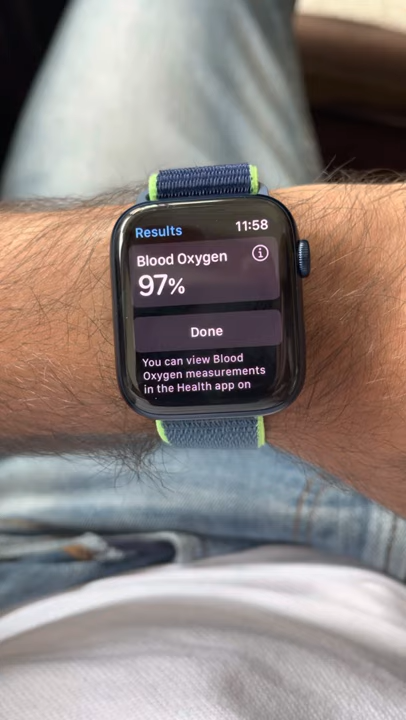 Results 11:58
Blood Oxygen
97%
Done
You can view Blood
Oxygen measurements
in the Health app on